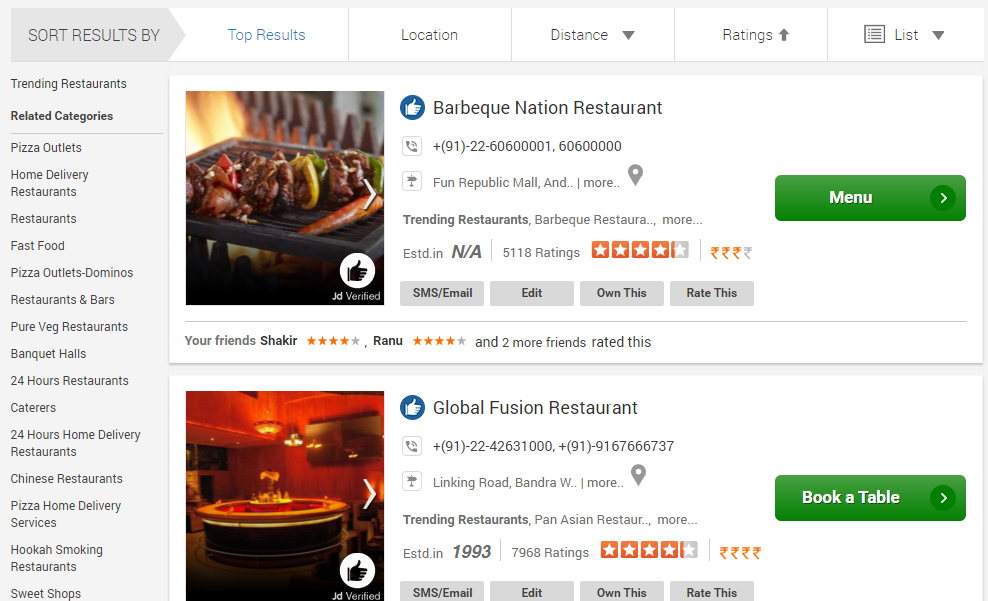 SORT RESULTS BY
Top Results
Location
Distance
Ratings
List
Trending Restaurants
Related Categories
Pizza Outlets
Home Delivery
Restaurants
Restaurants
Fast Food
Pizza Outlets-Dominos
Restaurants & Bars
Pure Veg Restaurants
Banquet Halls
24 Hours Restaurants
Caterers
24 Hours Home Delivery
Restaurants
Chinese Restaurants
Pizza Home Delivery
Services
Hookah Smoking
Restaurants
Sweet Shops
Jd Verified
Barbeque Nation Restaurant
+(91)-22-60600001, 60600000
Fun Republic Mall, And.. | more..
Trending Restaurants, Barbeque Restaura.., more...
Estd.in N/A 5118 Ratings ₹₹₹₹
SMS/Email Edit Own This Rate This
Menu
Your friends Shakir , Ranu and 2 more friends rated this
Jd Verified
Global Fusion Restaurant
+(91)-22-42631000, +(91)-9167666737
Linking Road, Bandra W.. | more..
Trending Restaurants, Pan Asian Restaur.., more...
Estd.in 1993 7968 Ratings ₹₹₹₹
SMS/Email Edit Own This Rate This
Book a Table